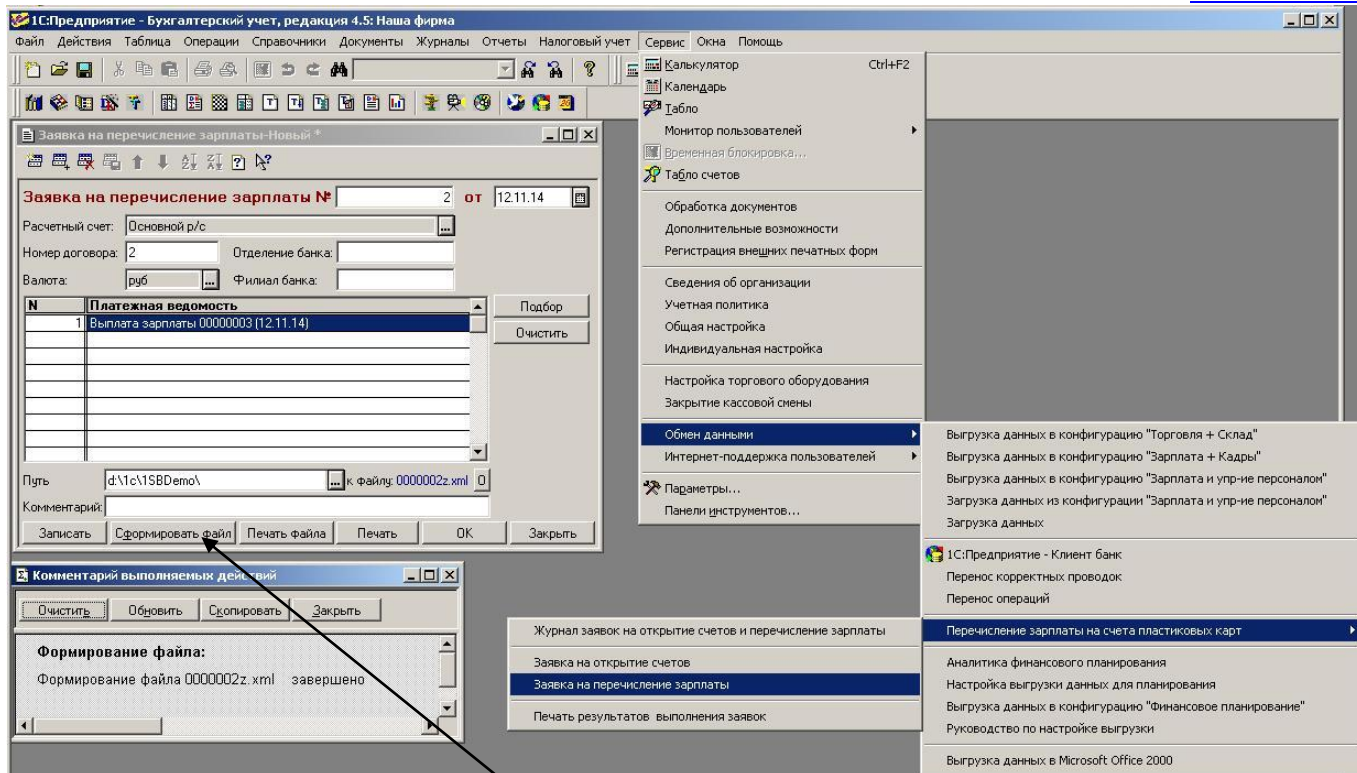 1С:Предприятие - Бухгалтерский учет, редакция 4.5: Наша фирма
Файл Действия Таблица Операции Справочники Документы Журналы Отчеты Налоговый учет Сервис Окна Помощь
Заявка на перечисление зарплаты-Новый *
Заявка на перечисление зарплаты № 2 от 12.11.14
Расчетный счет: Основной р/с ...
Номер договора: 2 Отделение банка:
Валюта: руб ... Филиал банка:
N Платежная ведомость
1 Выплата зарплаты 00000003 (12.11.14)
Подбор
Очистить
Путь d:\1c\1SBDemo\ ... к файлу: 0000002z.xml О
Комментарий:
Записать Сформировать файл Печать файла Печать OK Закрыть
Комментарий выполняемых действий
Очистить Обновить Скопировать Закрыть
Формирование файла:
Формирование файла 0000002z.xml завершено
Калькулятор Ctrl+F2
Календарь
Табло
Монитор пользователей
Временная блокировка...
Табло счетов
Обработка документов
Дополнительные возможности
Регистрация внешних печатных форм
Сведения об организации
Учетная политика
Общая настройка
Индивидуальная настройка
Настройка торгового оборудования
Закрытие кассовой смены
Обмен данными
Интернет-поддержка пользователей
Параметры...
Панели инструментов...
Выгрузка данных в конфигурацию "Торговля + Склад"
Выгрузка данных в конфигурацию "Зарплата + Кадры"
Выгрузка данных в конфигурацию "Зарплата и упр-ие персоналом"
Загрузка данных из конфигурации "Зарплата и упр-ие персоналом"
Загрузка данных
1С:Предприятие - Клиент банк
Перенос корректных проводок
Перенос операций
Перечисление зарплаты на счета пластиковых карт
Аналитика финансового планирования
Настройка выгрузки данных для планирования
Выгрузка данных в конфигурацию "Финансовое планирование"
Руководство по настройке выгрузки
Выгрузка данных в Microsoft Office 2000
Журнал заявок на открытие счетов и перечисление зарплаты
Заявка на открытие счетов
Заявка на перечисление зарплаты
Печать результатов выполнения заявок